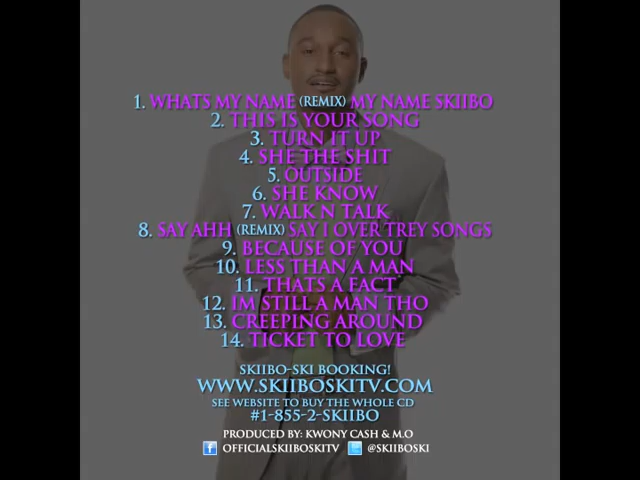 1. WHATS MY NAME (REMIX) MY NAME SKIIBO
2. THIS IS YOUR SONG
3. TURN IT UP
4. SHE THE SHIT
5. OUTSIDE
6. SHE KNOW
7. WALK N TALK
8. SAY AHH (REMIX) SAY I OVER TREY SONGS
9. BECAUSE OF YOU
10. LESS THAN A MAN
11. THATS A FACT
12. IM STILL A MAN THO
13. CREEPING AROUND
14. TICKET TO LOVE
SKIIBO-SKI BOOKING!
WWW.SKIIBOSKITV.COM
SEE WEBSITE TO BUY THE WHOLE CD
#1-855-2-SKIIBO
PRODUCED BY: KWONY CASH & M.O
OFFICIALSKIIBOSKITV @SKIIBOSKI